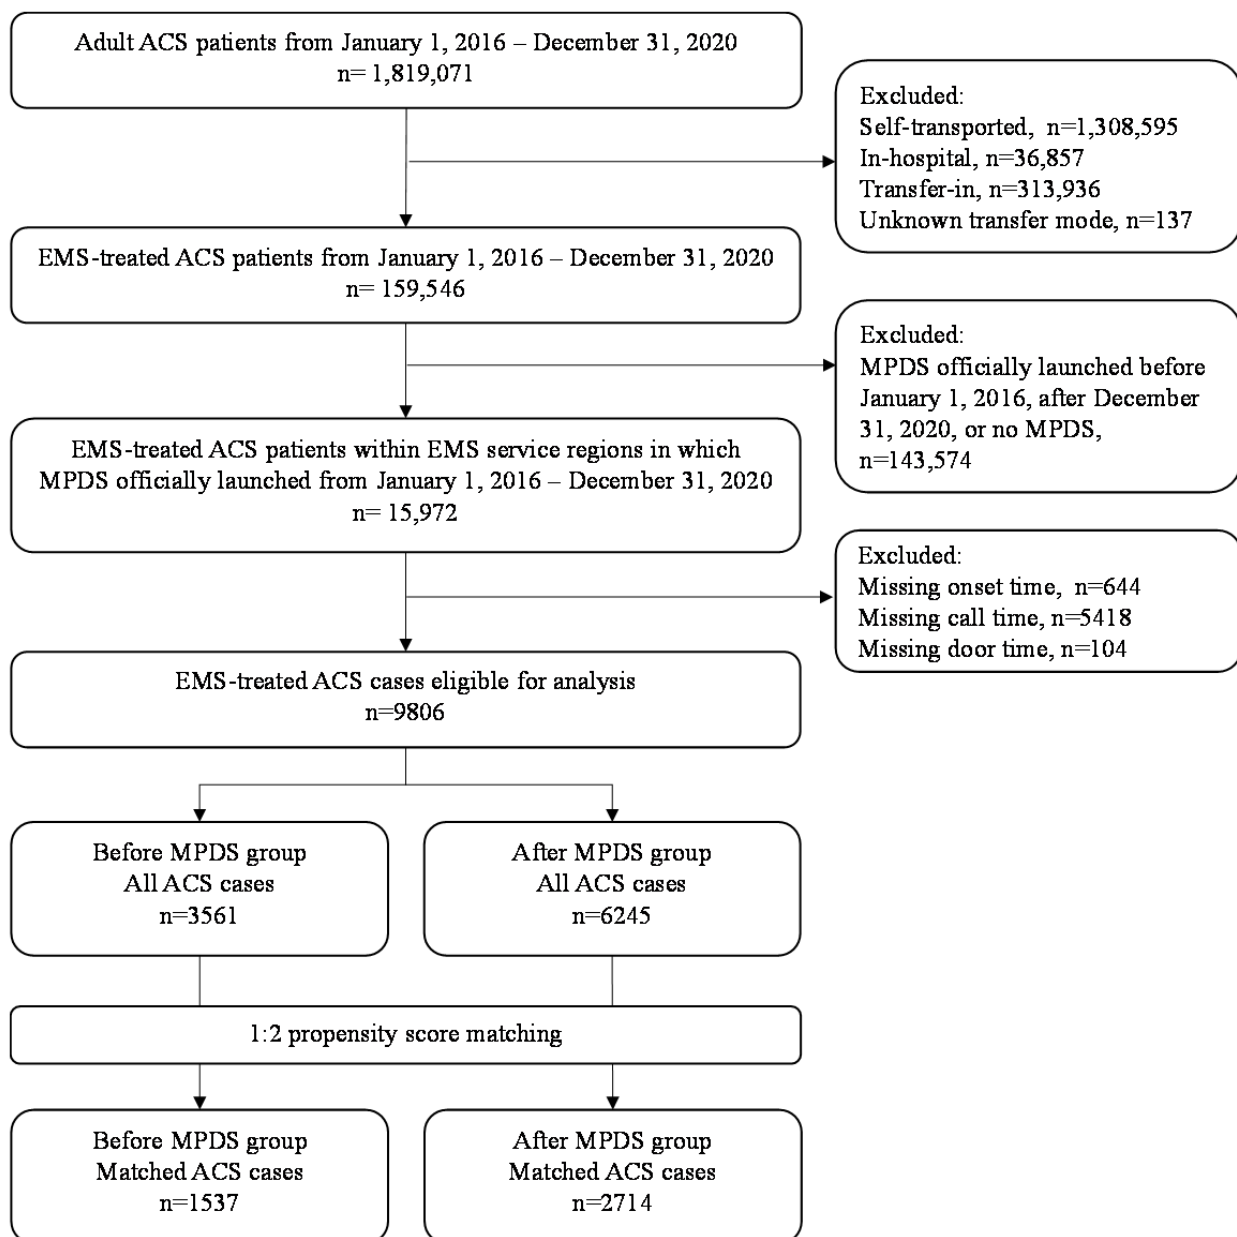 Adult ACS patients from January 1, 2016 – December 31, 2020
n= 1,819,071
Excluded:
Self-transported, n=1,308,595
In-hospital, n=36,857
Transfer-in, n=313,936
Unknown transfer mode, n=137
EMS-treated ACS patients from January 1, 2016 – December 31, 2020
n= 159,546
Excluded:
MPDS officially launched before
January 1, 2016, after December
31, 2020, or no MPDS,
n=143,574
EMS-treated ACS patients within EMS service regions in which
MPDS officially launched from January 1, 2016 – December 31, 2020
n= 15,972
Excluded:
Missing onset time, n=644
Missing call time, n=5418
Missing door time, n=104
EMS-treated ACS cases eligible for analysis
n=9806
Before MPDS group
All ACS cases
n=3561
After MPDS group
All ACS cases
n=6245
1:2 propensity score matching
Before MPDS group
Matched ACS cases
n=1537
After MPDS group
Matched ACS cases
n=2714